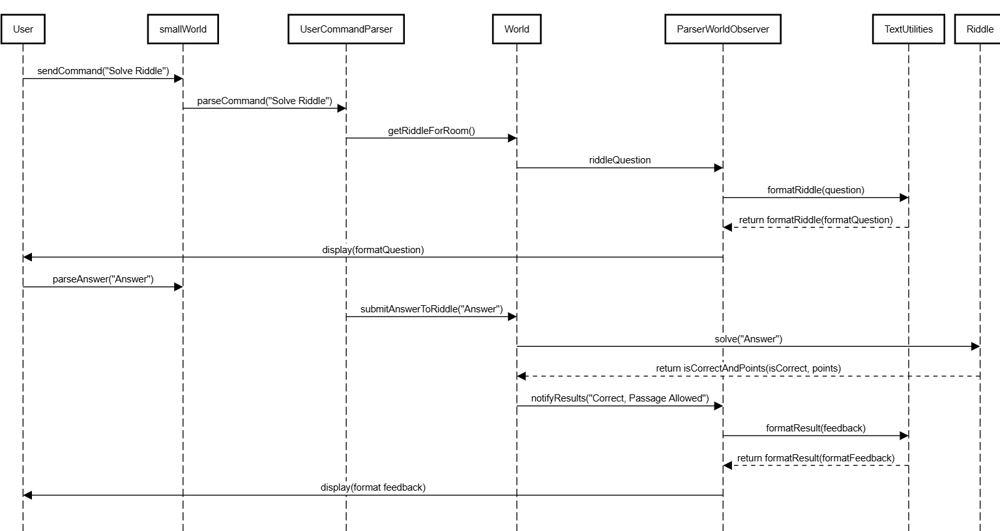 User
smallWorld
UserCommandParser
World
ParserWorldObserver
TextUtilities
Riddle
sendCommand("Solve Riddle")
parseCommand("Solve Riddle")
getRiddleForRoom()
riddleQuestion
formatRiddle(question)
return formatRiddle(formatQuestion)
display(formatQuestion)
parseAnswer("Answer")
submitAnswerToRiddle("Answer")
solve("Answer")
return isCorrectAndPoints(isCorrect, points)
notifyResults("Correct, Passage Allowed")
formatResult(feedback)
return formatResult(formatFeedback)
display(format feedback)